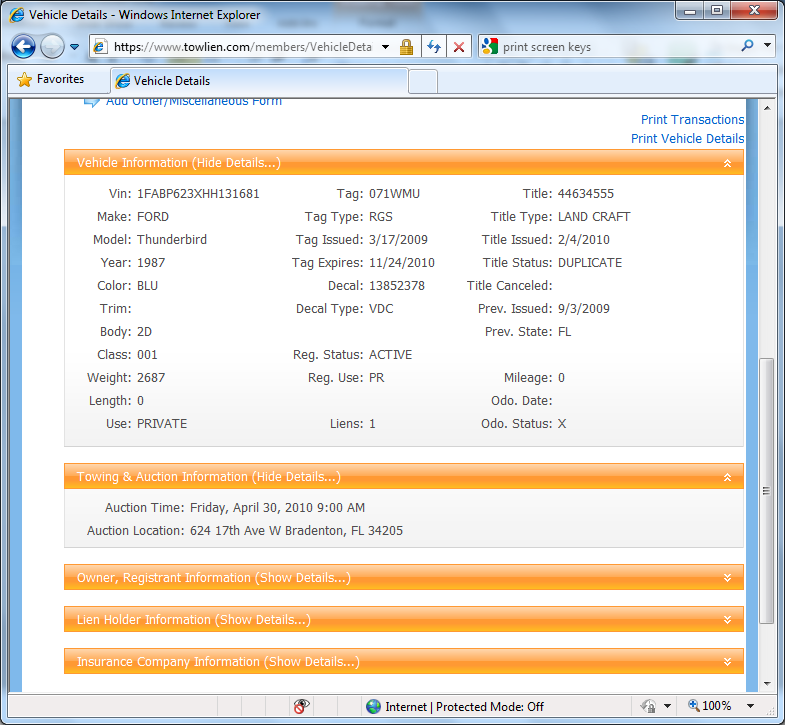 Vehicle Details - Windows Internet Explorer
https://www.towlien.com/members/VehicleDeta
print screen keys
Favorites
Vehicle Details
Add Other/Miscellaneous Form
Print Transactions
Print Vehicle Details
Vehicle Information (Hide Details...)
Vin: 1FABP623XHH131681 Tag: 071WMU Title: 44634555
Make: FORD Tag Type: RGS Title Type: LAND CRAFT
Model: Thunderbird Tag Issued: 3/17/2009 Title Issued: 2/4/2010
Year: 1987 Tag Expires: 11/24/2010 Title Status: DUPLICATE
Color: BLU Decal: 13852378 Title Canceled:
Trim: Decal Type: VDC Prev. Issued: 9/3/2009
Body: 2D Prev. State: FL
Class: 001 Reg. Status: ACTIVE
Weight: 2687 Reg. Use: PR Mileage: 0
Length: 0 Odo. Date:
Use: PRIVATE Liens: 1 Odo. Status: X
Towing & Auction Information (Hide Details...)
Auction Time: Friday, April 30, 2010 9:00 AM
Auction Location: 624 17th Ave W Bradenton, FL 34205
Owner, Registrant Information (Show Details...)
Lien Holder Information (Show Details...)
Insurance Company Information (Show Details...)
Internet | Protected Mode: Off
100%